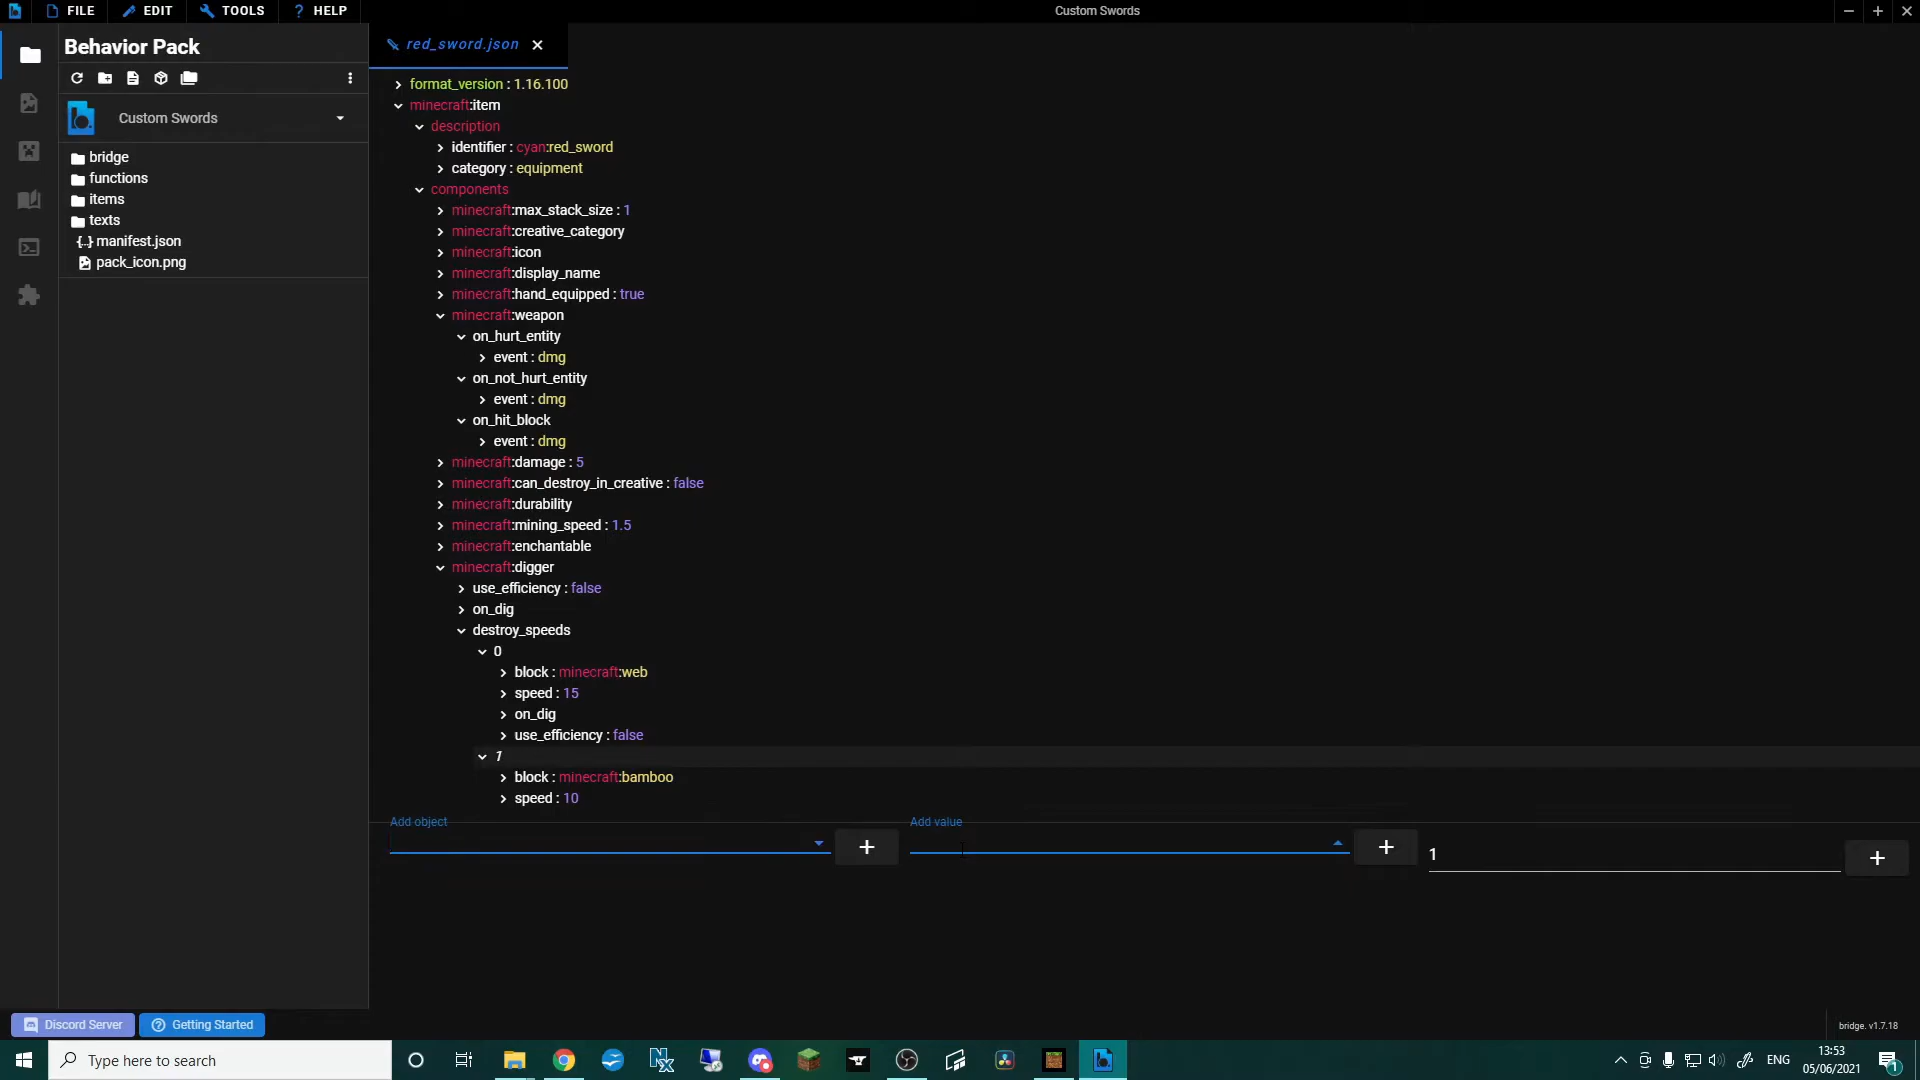 FILE EDIT TOOLS HELP Custom Swords
Behavior Pack
red_sword.json
Custom Swords
bridge
functions
items
texts
{..} manifest.json
pack_icon.png
format_version : 1.16.100
minecraft:item
description
identifier : cyan:red_sword
category : equipment
components
minecraft:max_stack_size : 1
minecraft:creative_category
minecraft:icon
minecraft:display_name
minecraft:hand_equipped : true
minecraft:weapon
on_hurt_entity
event : dmg
on_not_hurt_entity
event : dmg
on_hit_block
event : dmg
minecraft:damage : 5
minecraft:can_destroy_in_creative : false
minecraft:durability
minecraft:mining_speed : 1.5
minecraft:enchantable
minecraft:digger
use_efficiency : false
on_dig
destroy_speeds
0
block : minecraft:web
speed : 15
on_dig
use_efficiency : false
1
block : minecraft:bamboo
speed : 10
Add object
Add value
1
Discord Server
Getting Started
bridge. v1.7.18
Type here to search
ENG
13:53
05/06/2021
1